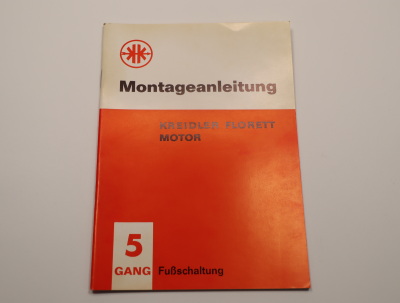 Montageanleitung
KREIDLER FLORETT
MOTOR
5
GANG Fußschaltung